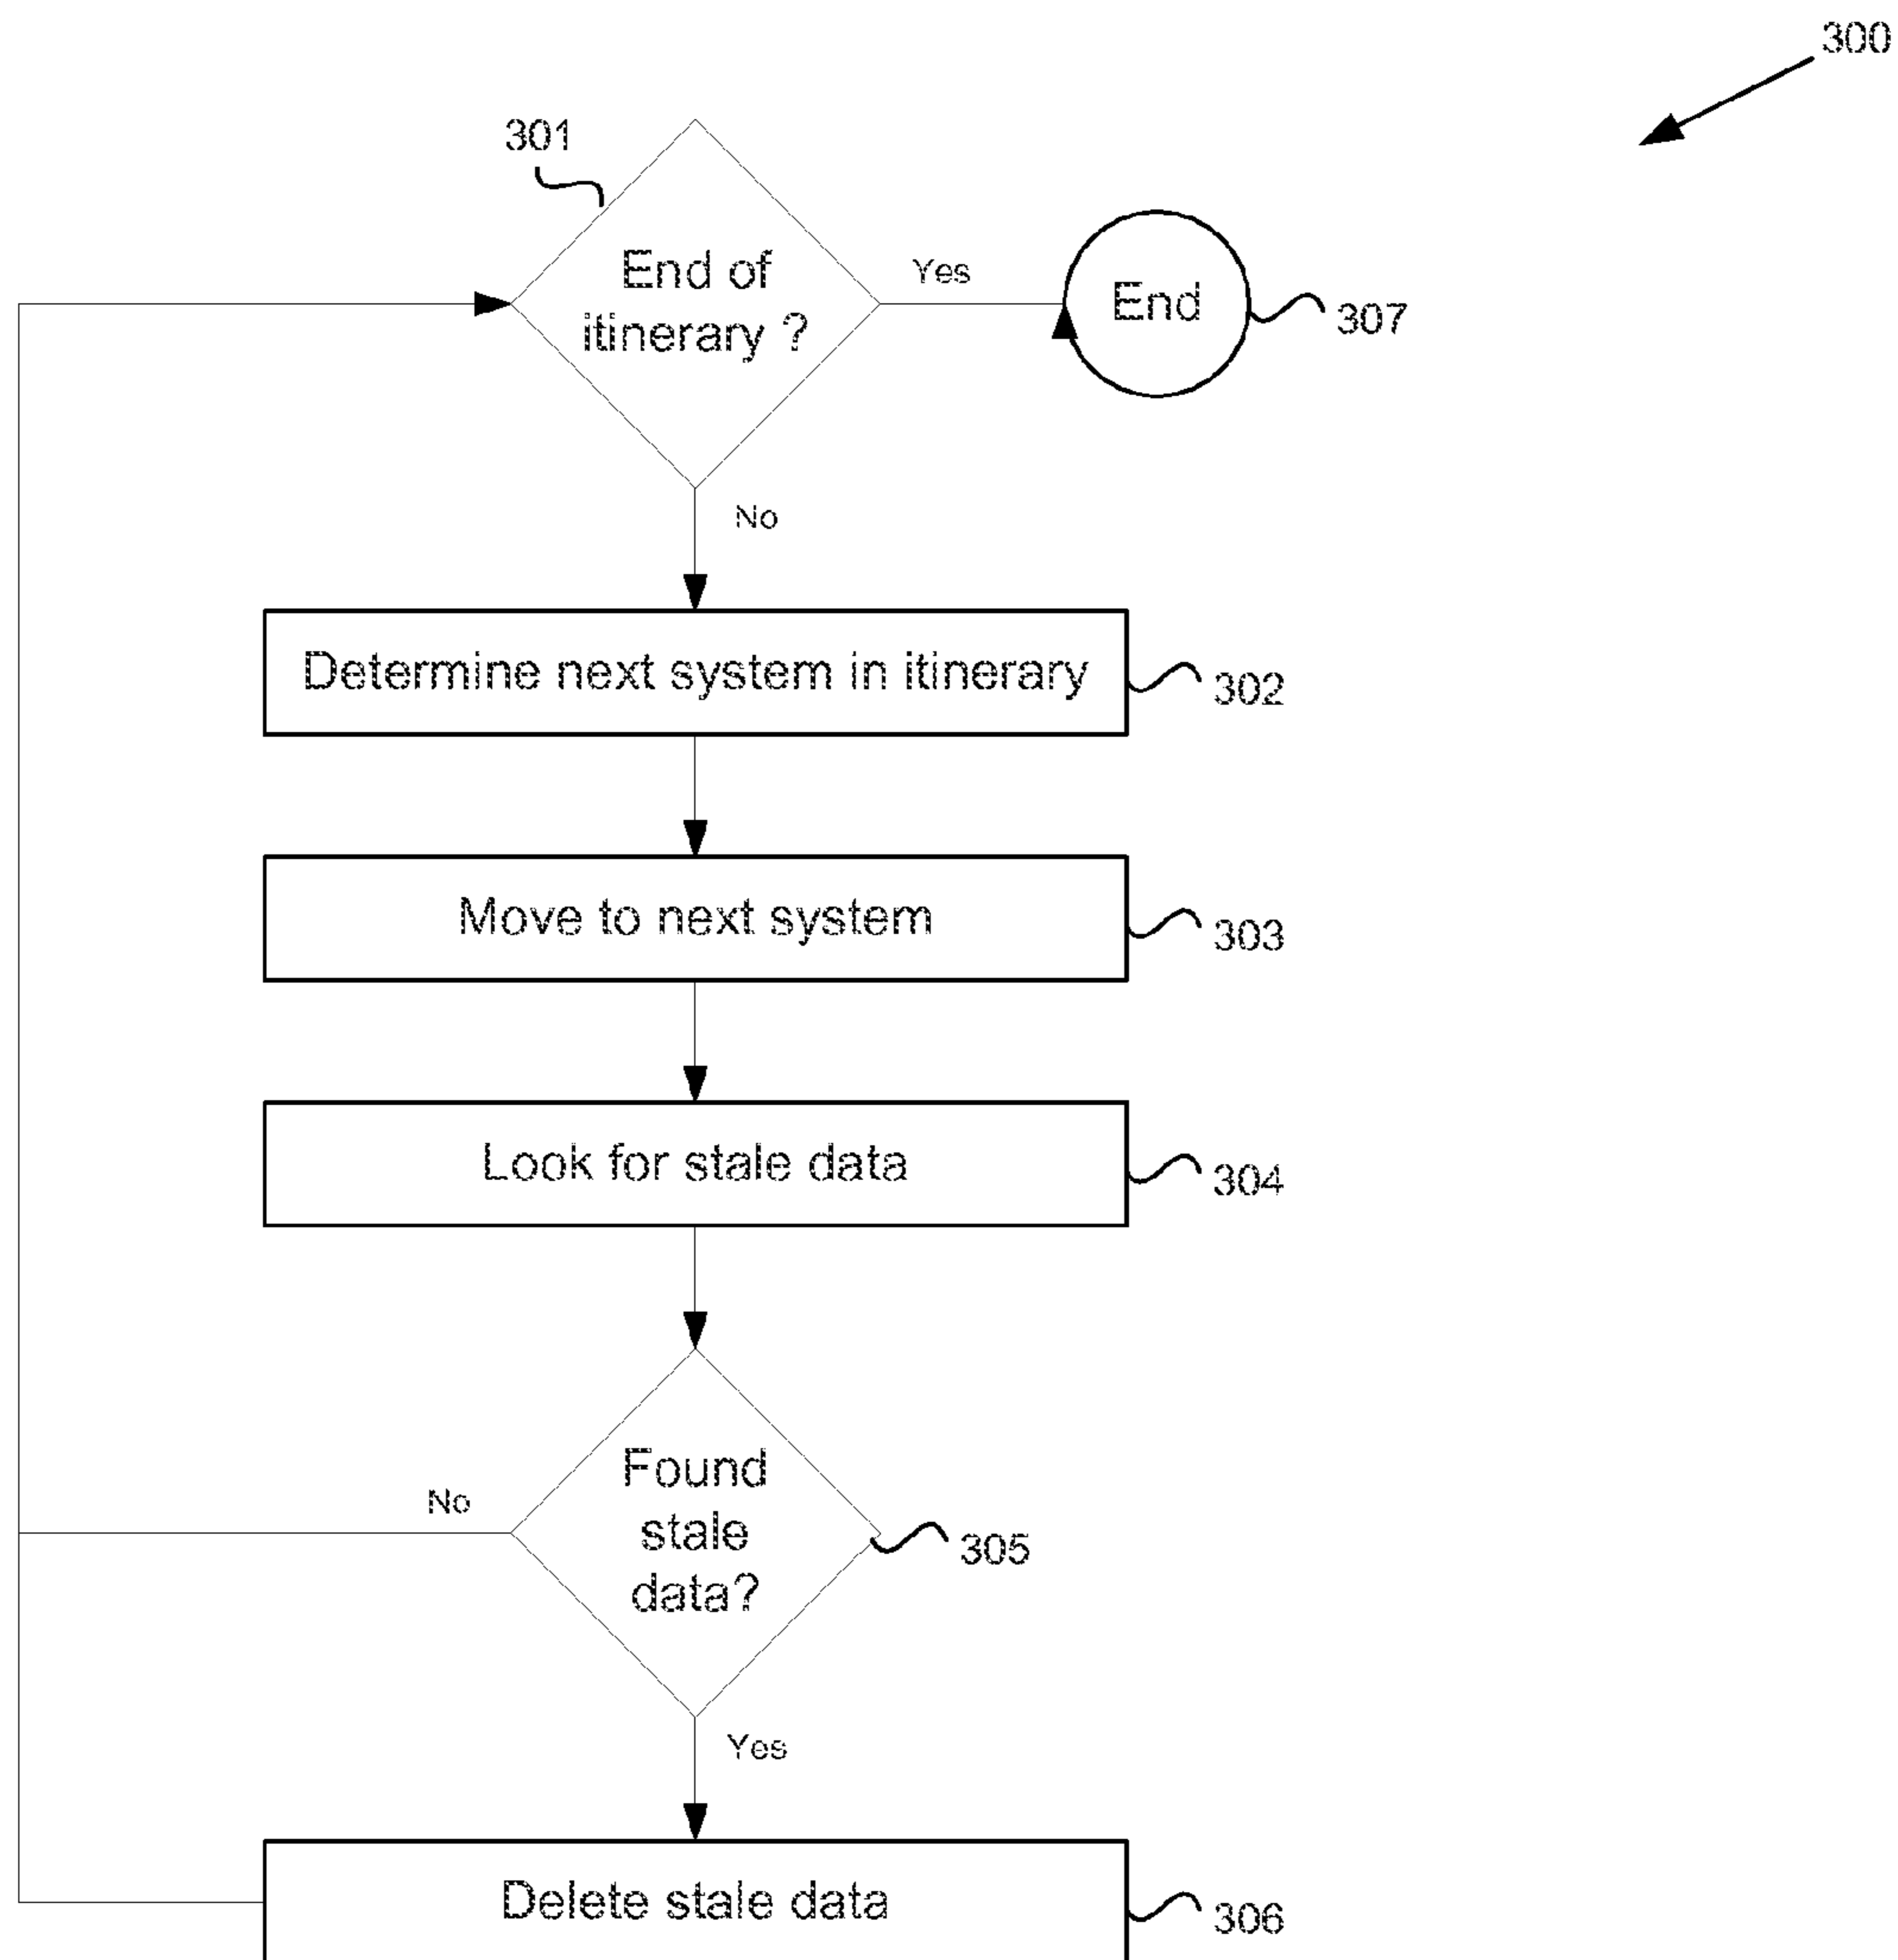 300
301
End of
itinerary ?
Yes
End
307
No
Determine next system in itinerary
302
Move to next system
303
Look for stale data
304
Found
stale
data?
No
305
Yes
Delete stale data
306